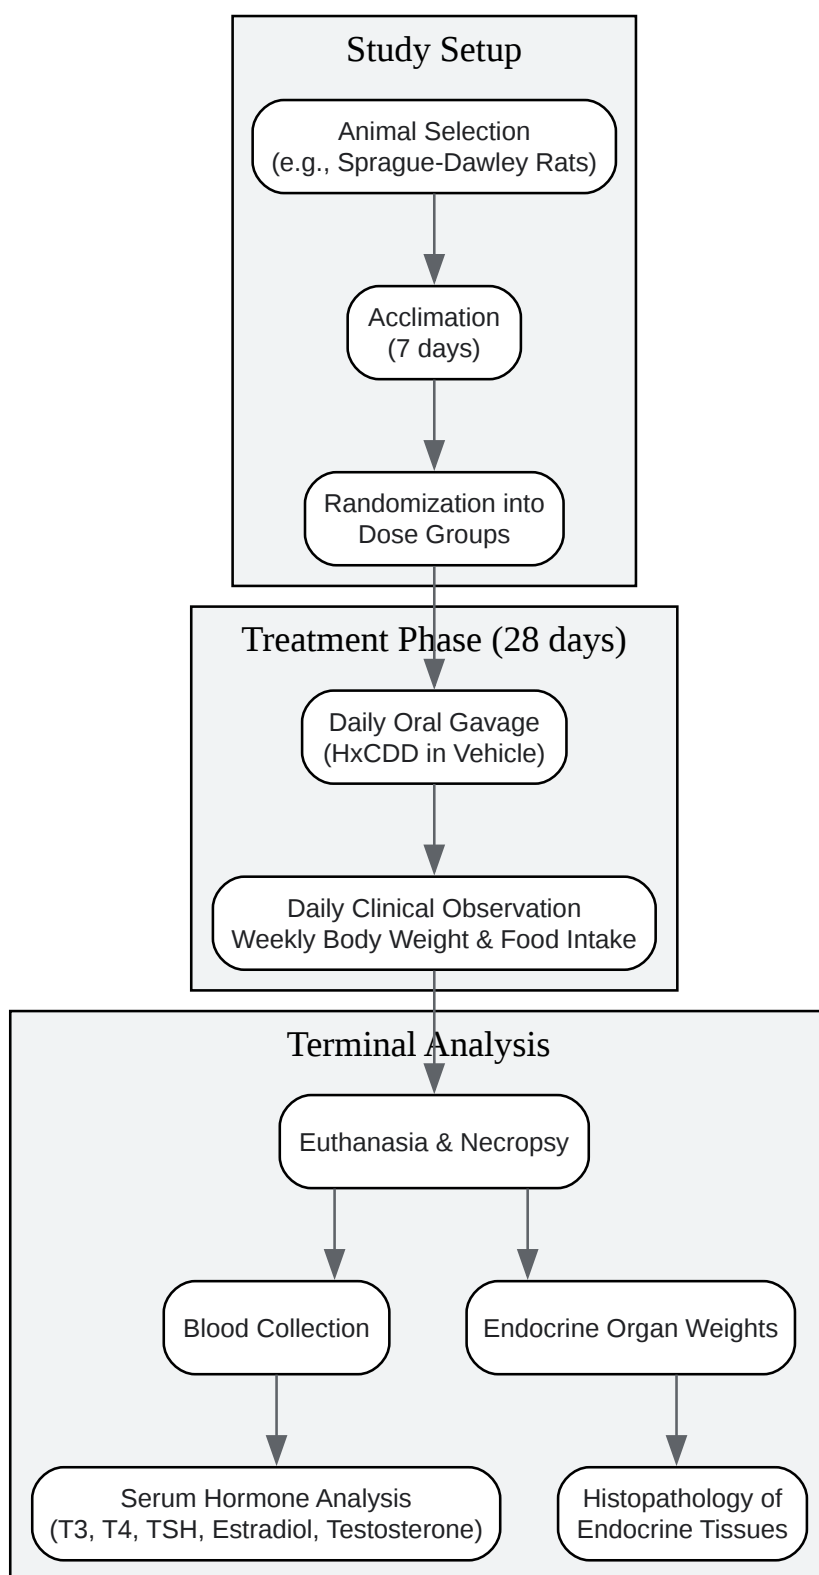 Study Setup
Animal Selection
(e.g., Sprague-Dawley Rats)
Acclimation
(7 days)
Randomization into
Dose Groups
Treatment Phase (28 days)
Daily Oral Gavage
(HxCDD in Vehicle)
Daily Clinical Observation
Weekly Body Weight & Food Intake
Terminal Analysis
Euthanasia & Necropsy
Blood Collection
Endocrine Organ Weights
Serum Hormone Analysis
(T3, T4, TSH, Estradiol, Testosterone)
Histopathology of
Endocrine Tissues